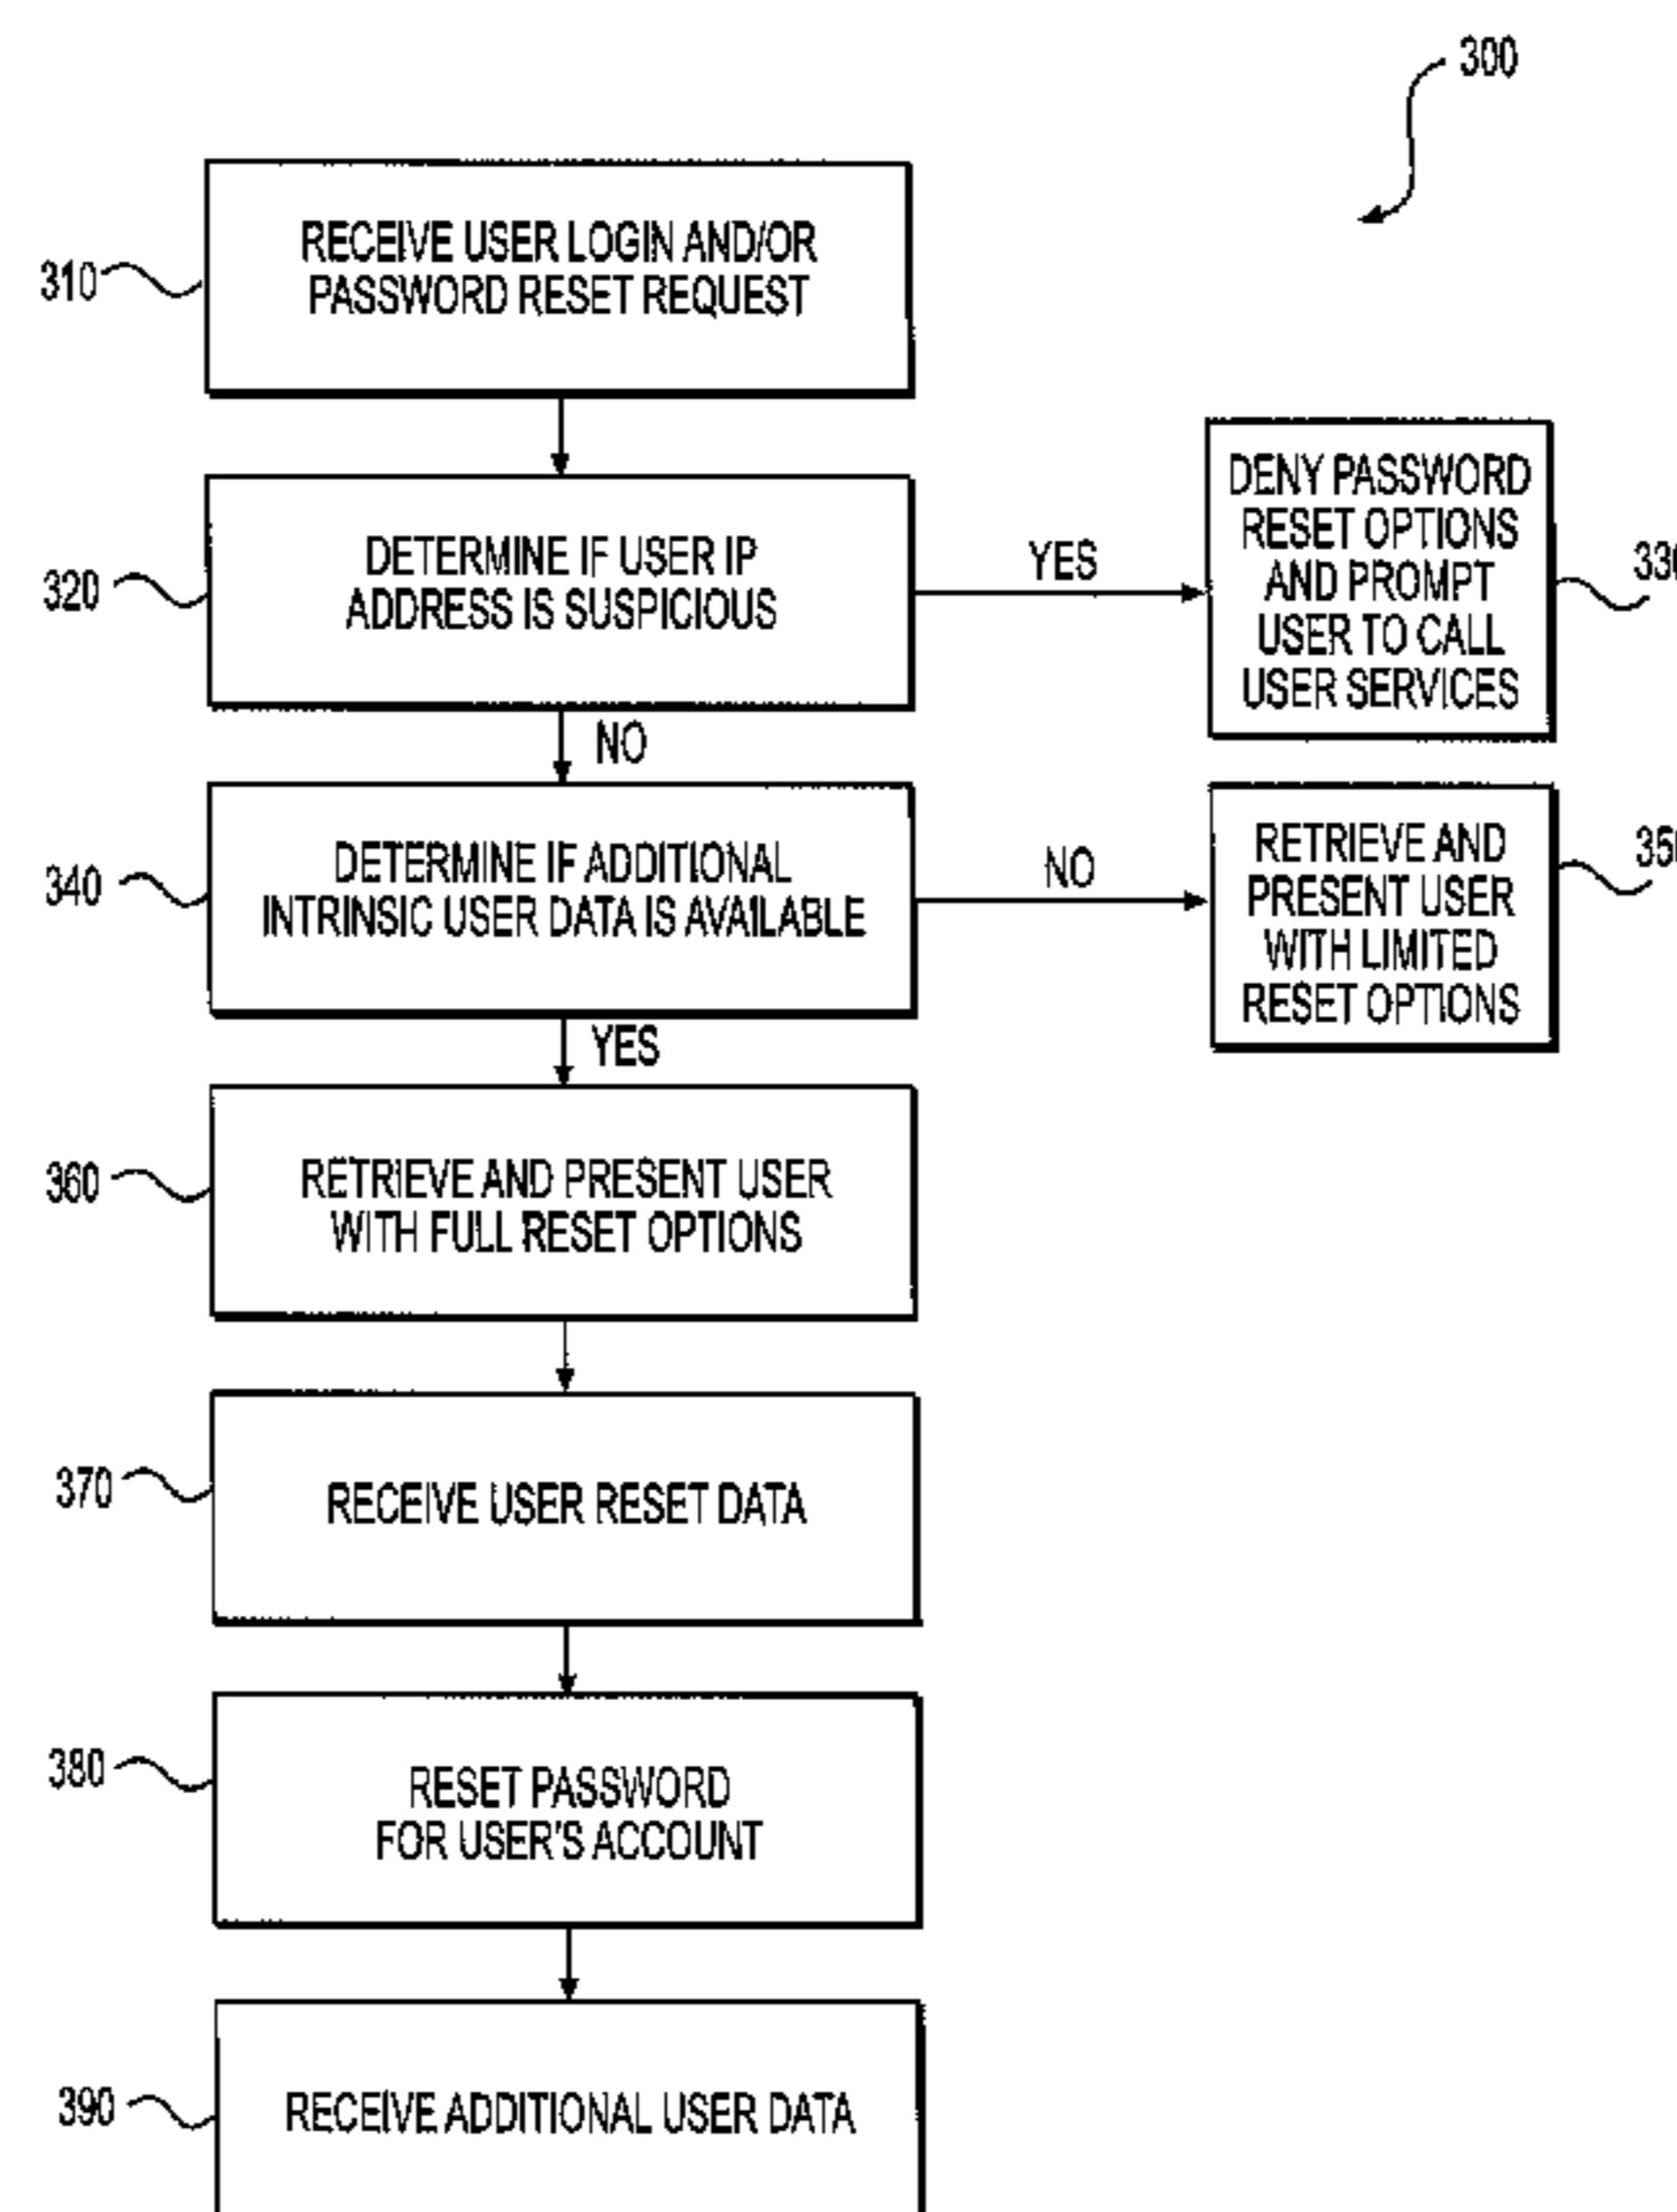 300
310
RECEIVE USER LOGIN AND/OR
PASSWORD RESET REQUEST
320
DETERMINE IF USER IP
ADDRESS IS SUSPICIOUS
YES
DENY PASSWORD
RESET OPTIONS
AND PROMPT
USER TO CALL
USER SERVICES
330
NO
340
DETERMINE IF ADDITIONAL
INTRINSIC USER DATA IS AVAILABLE
NO
RETRIEVE AND
PRESENT USER
WITH LIMITED
RESET OPTIONS
350
YES
360
RETRIEVE AND PRESENT USER
WITH FULL RESET OPTIONS
370
RECEIVE USER RESET DATA
380
RESET PASSWORD
FOR USER'S ACCOUNT
390
RECEIVE ADDITIONAL USER DATA